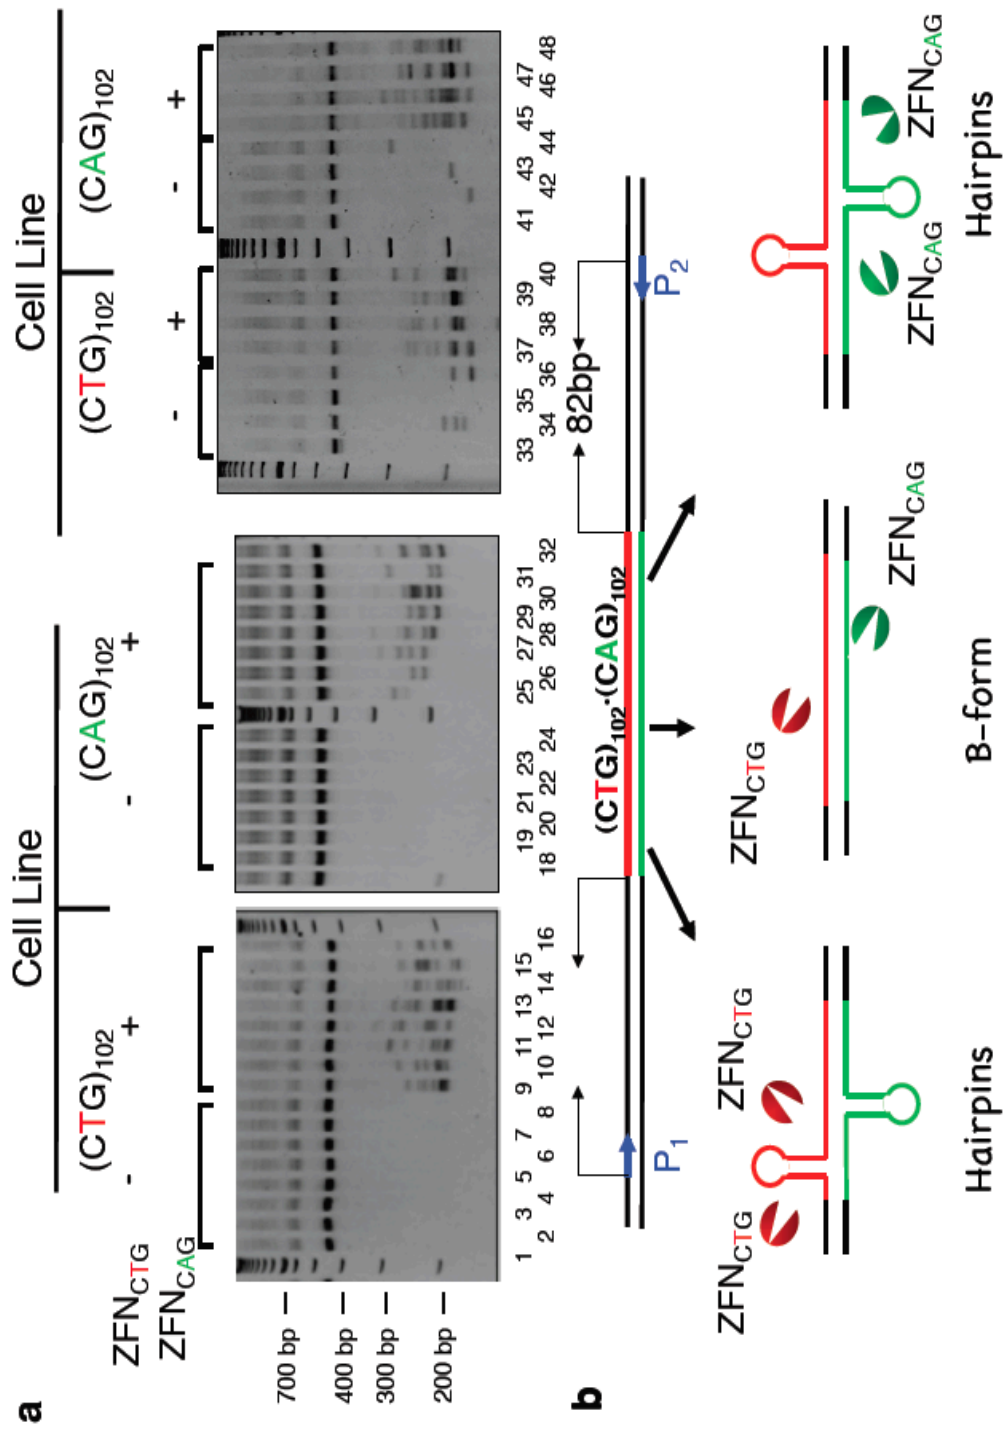 a
Cell Line
Cell Line
(CTG)102
(CAG)102
(CTG)102
(CAG)102
ZFNCTG
-
+
-
+
ZFNCAG
-
+
-
+
700 bp
400 bp
300 bp
200 bp
1 2 3 4 5 6 7 8 9 10 11 12 13 14 15 16
18 19 20 21 22 23 24 25 26 27 28 29 30 31 32
33 34 35 36 37 38 39 40 41 42 43 44 45 46 47 48
b
(CTG)102·(CAG)102
82bp
P1
P2
ZFNCTG
ZFNCTG
ZFNCTG
ZFNCAG
ZFNCAG
ZFNCAG
Hairpins
B-form
Hairpins